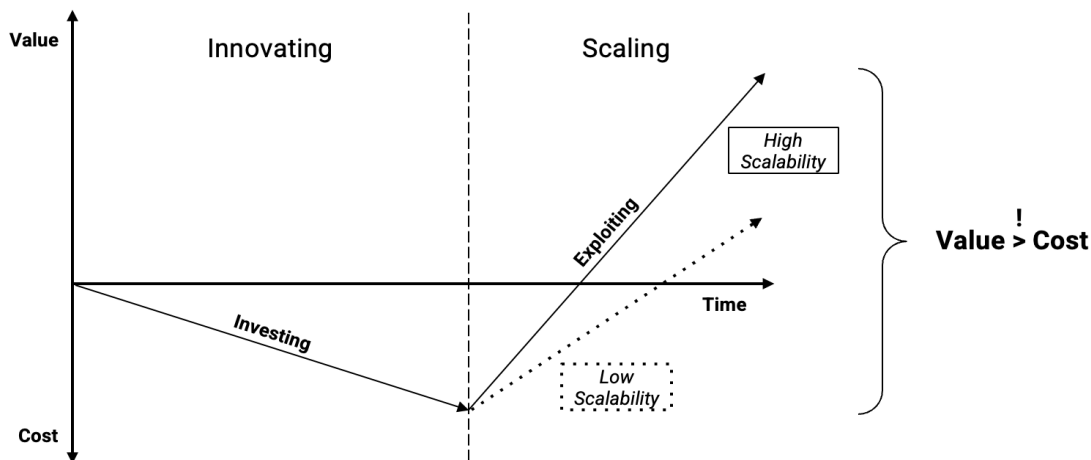 Value
Innovating
Scaling
High
Scalability
Exploiting
!
Value > Cost
Time
Investing
Low
Scalability
Cost